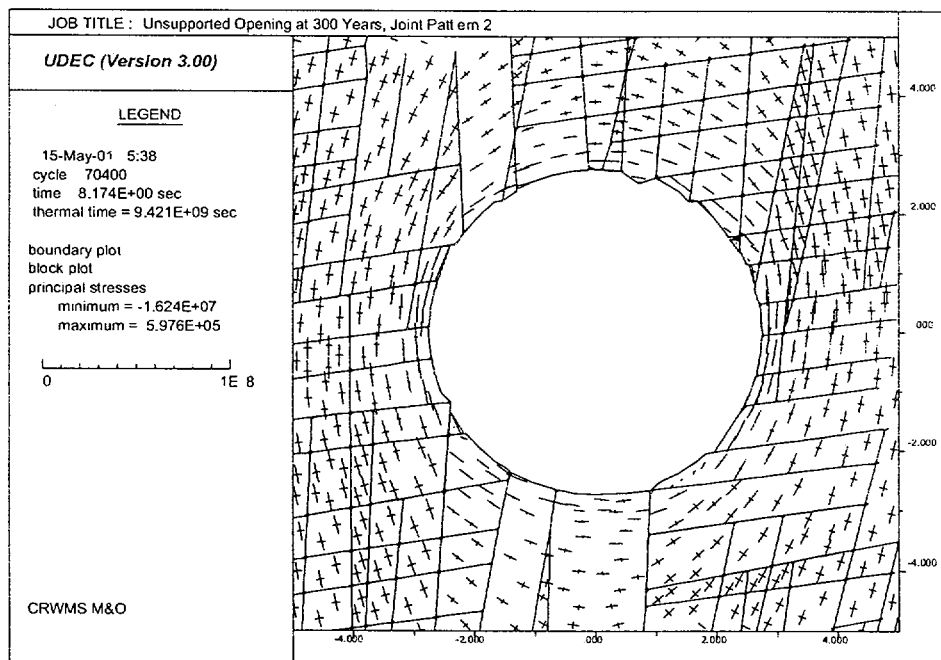 JOB TITLE : Unsupported Opening at 300 Years, Joint Pattern 2
UDEC (Version 3.00)
LEGEND
15-May-01 5:38
cycle 70400
time 8.174E+00 sec
thermal time = 9.421E+09 sec
boundary plot
block plot
principal stresses
minimum = -1.624E+07
maximum = 5.976E+05
0 1E 8
CRWMS M&O
4.000
2.000
.000
-2.000
-4.000
-4.000 -2.000 .000 2.000 4.000